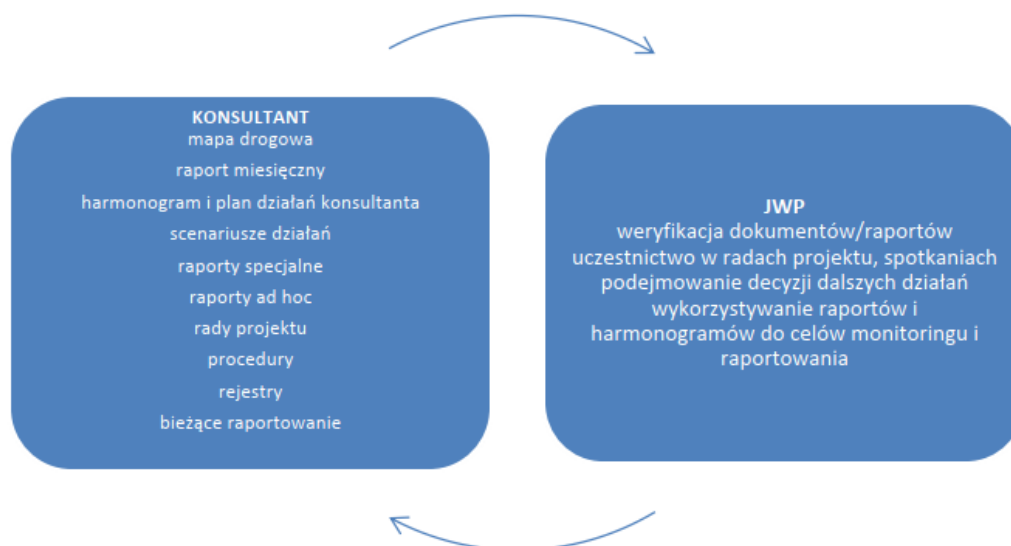 KONSULTANT
mapa drogowa
raport miesięczny
harmonogram i plan działań konsultanta
scenariusze działań
raporty specjalne
raporty ad hoc
rady projektu
procedury
rejestry
bieżące raportowanie
JWP
weryfikacja dokumentów/raportów
uczestnictwo w radach projektu, spotkaniach
podejmowanie decyzji dalszych działań
wykorzystywanie raportów i
harmonogramów do celów monitoringu i
raportowania